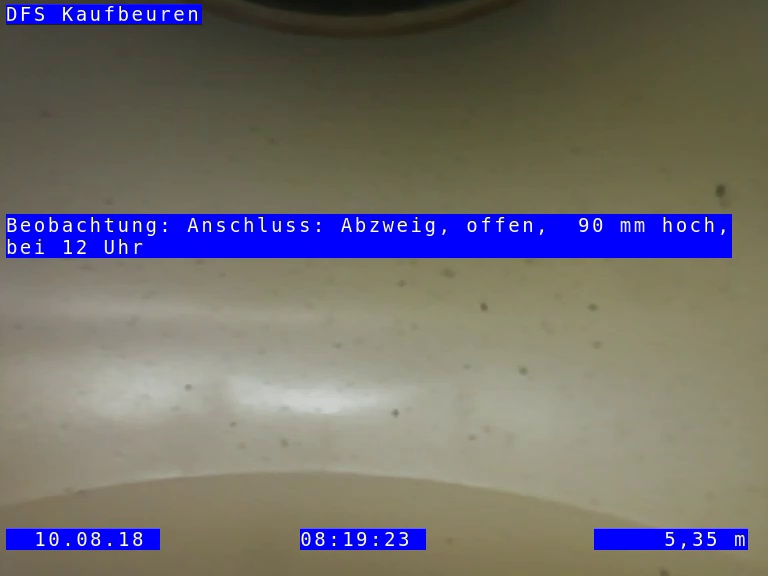 DFS Kaufbeuren
Beobachtung: Anschluss: Abzweig, offen,  90 mm hoch,
bei 12 Uhr
10.08.18
08:19:23
5,35 m